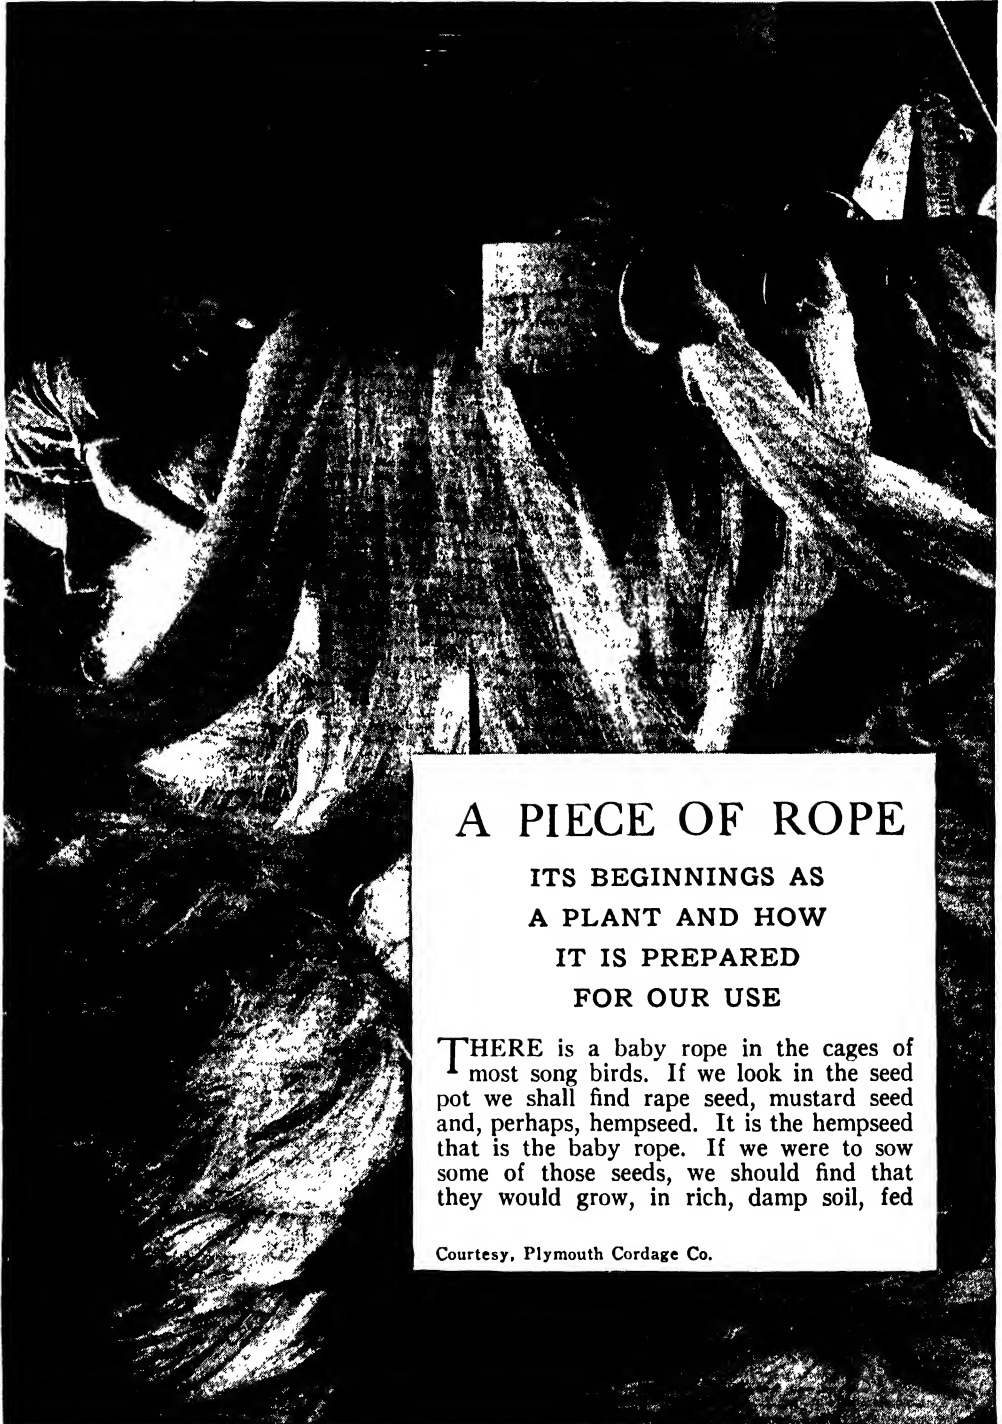 A PIECE OF ROPE
ITS BEGINNINGS AS
A PLANT AND HOW
IT IS PREPARED
FOR OUR USE
THERE is a baby rope in the cages of
most song birds. If we look in the seed
pot we shall find rape seed, mustard seed
and, perhaps, hempseed. It is the hempseed
that is the baby rope. If we were to sow
some of those seeds, we should find that
they would grow, in rich, damp soil, fed
Courtesy, Plymouth Cordage Co.